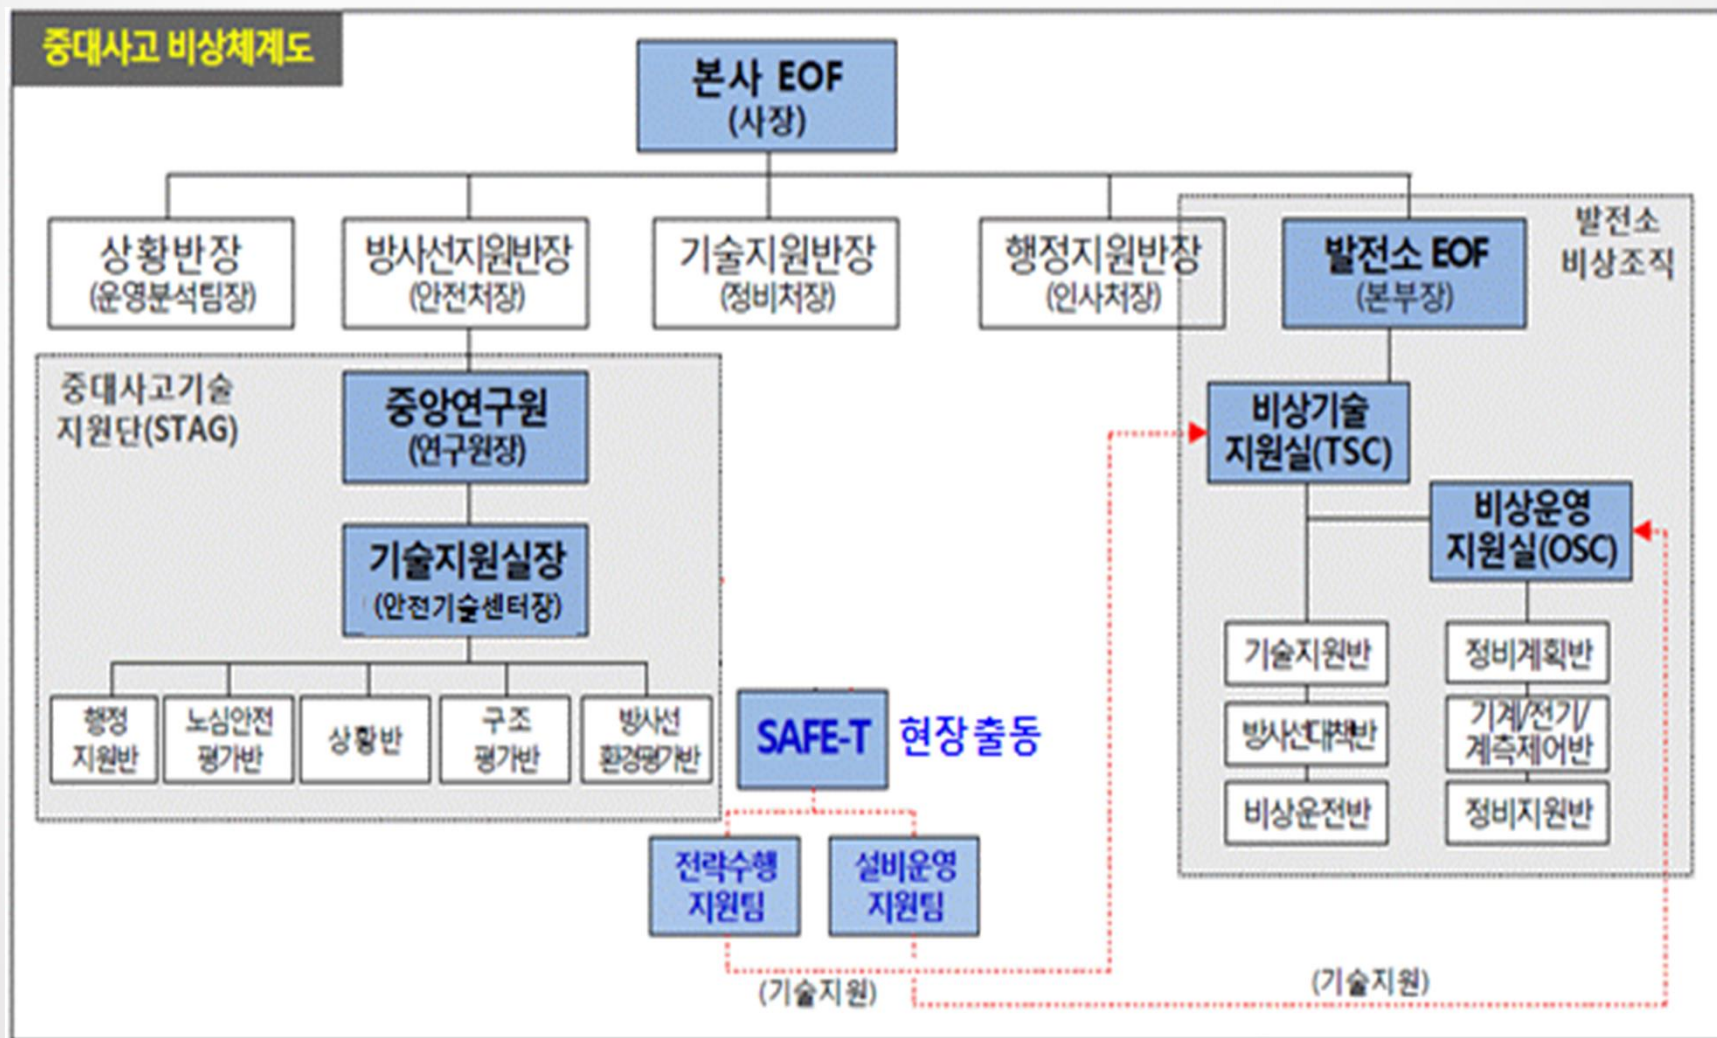 중대사고 비상체계도
본사 EOF
(사장)
상황반장
(운영분석팀장)
방사선지원반장
(안전처장)
기술지원반장
(정비처장)
행정지원반장
(인사처장)
발전소 EOF
(본부장)
발전소
비상조직
중대사고기술
지원단(STAG)
중앙연구원
(연구원장)
기술지원실장
(안전기술센터장)
행정
지원반
노심안전
평가반
상황반
구조
평가반
방사선
환경평가반
SAFE-T
현장출동
전략수행
지원팀
설비운영
지원팀
(기술지원)
(기술지원)
비상기술
지원실(TSC)
비상운영
지원실(OSC)
기술지원반
방사선대책반
비상운전반
정비계획반
기계/전기/
계측제어반
정비지원반